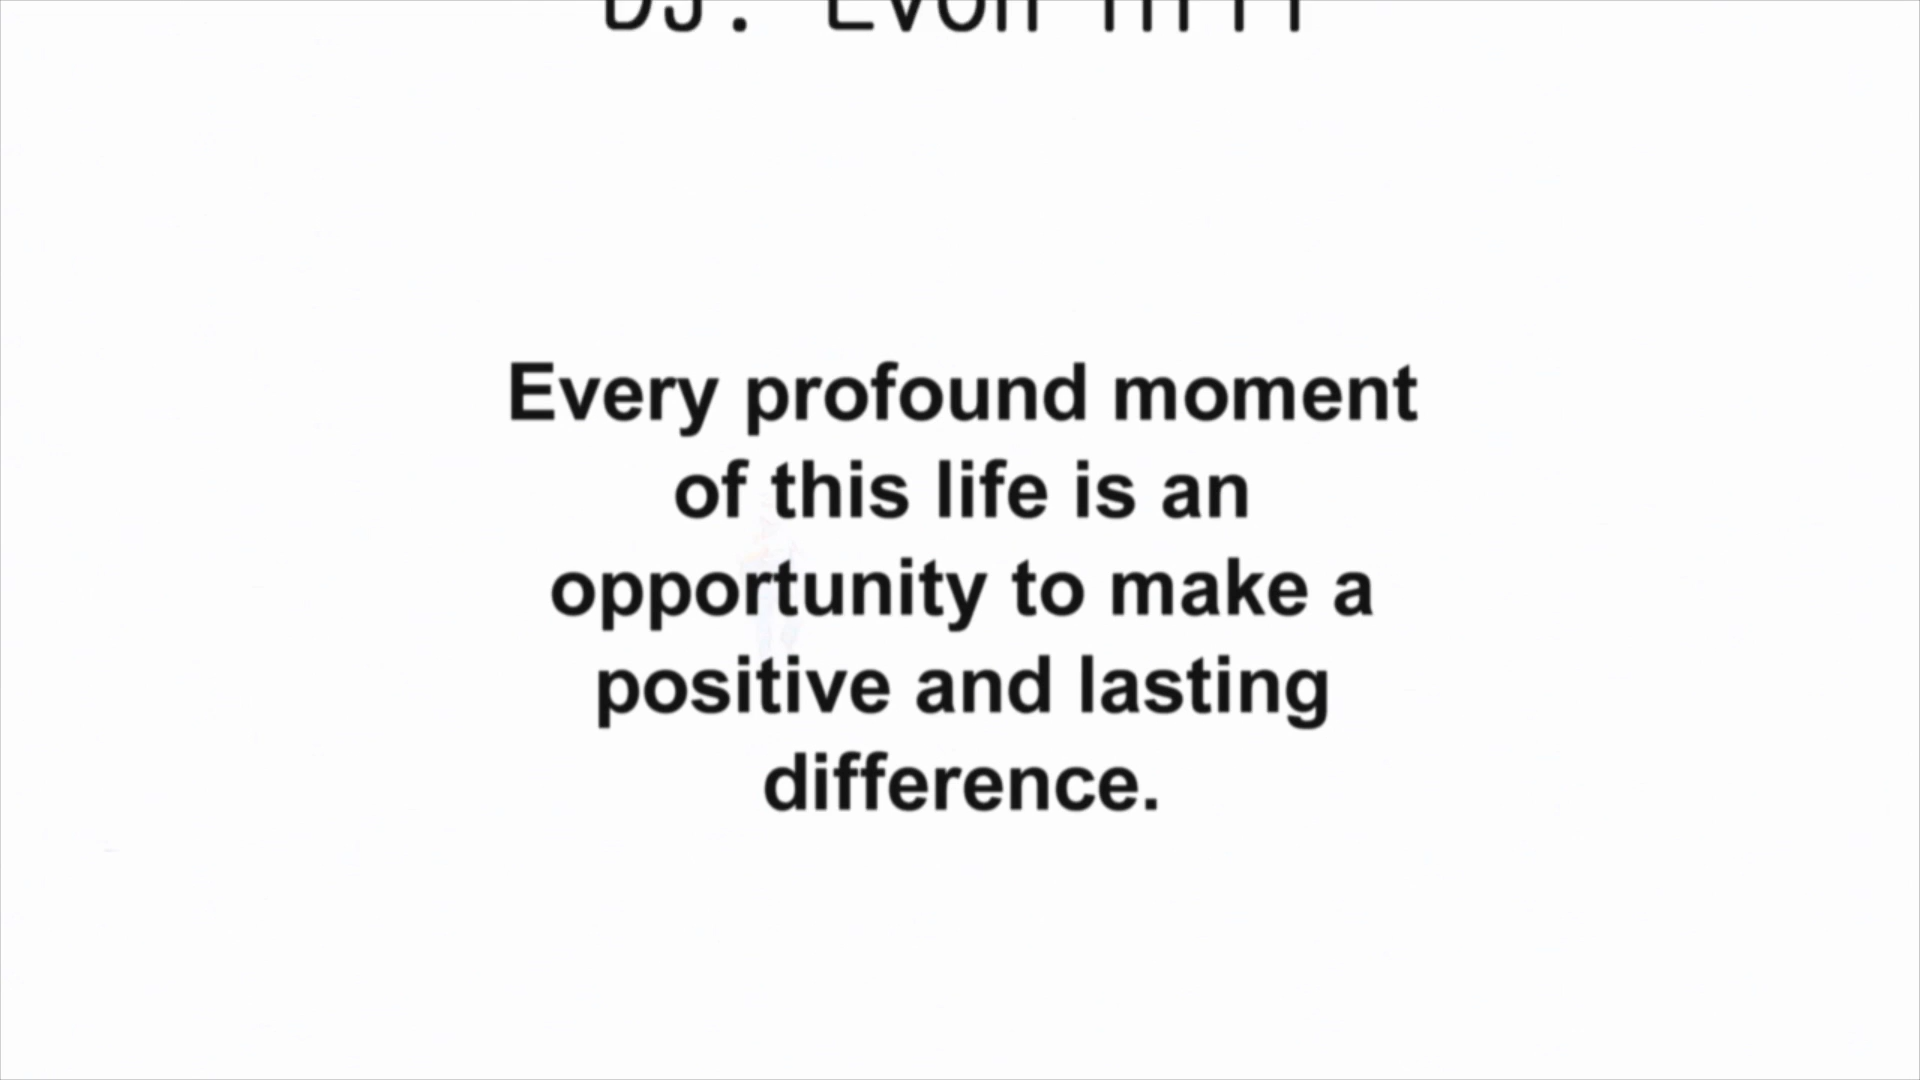 Every profound moment
of this life is an
opportunity to make a
positive and lasting
difference.